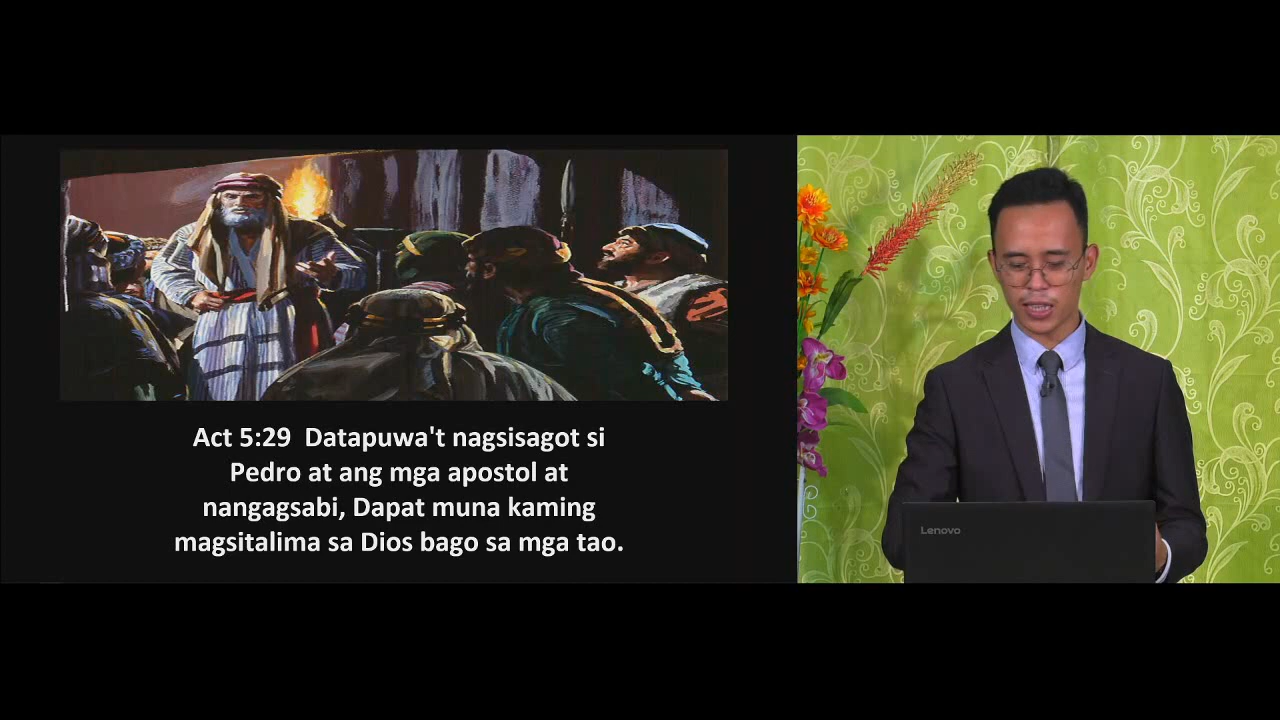 Act 5:29  Datapuwa't nagsisagot si
Pedro at ang mga apostol at
nangagsabi, Dapat muna kaming
magsitalima sa Dios bago sa mga tao.
Lenovo